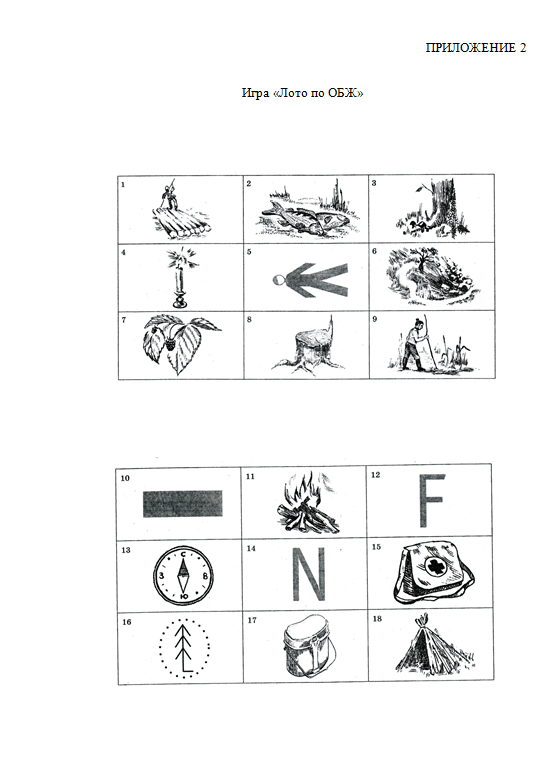 ПРИЛОЖЕНИЕ 2
Игра «Лото по ОБЖ»
1 2 3
4 5 6
7 8 9
10 11 12
F
13 14 15
С
З В
Ю
N
16 17 18